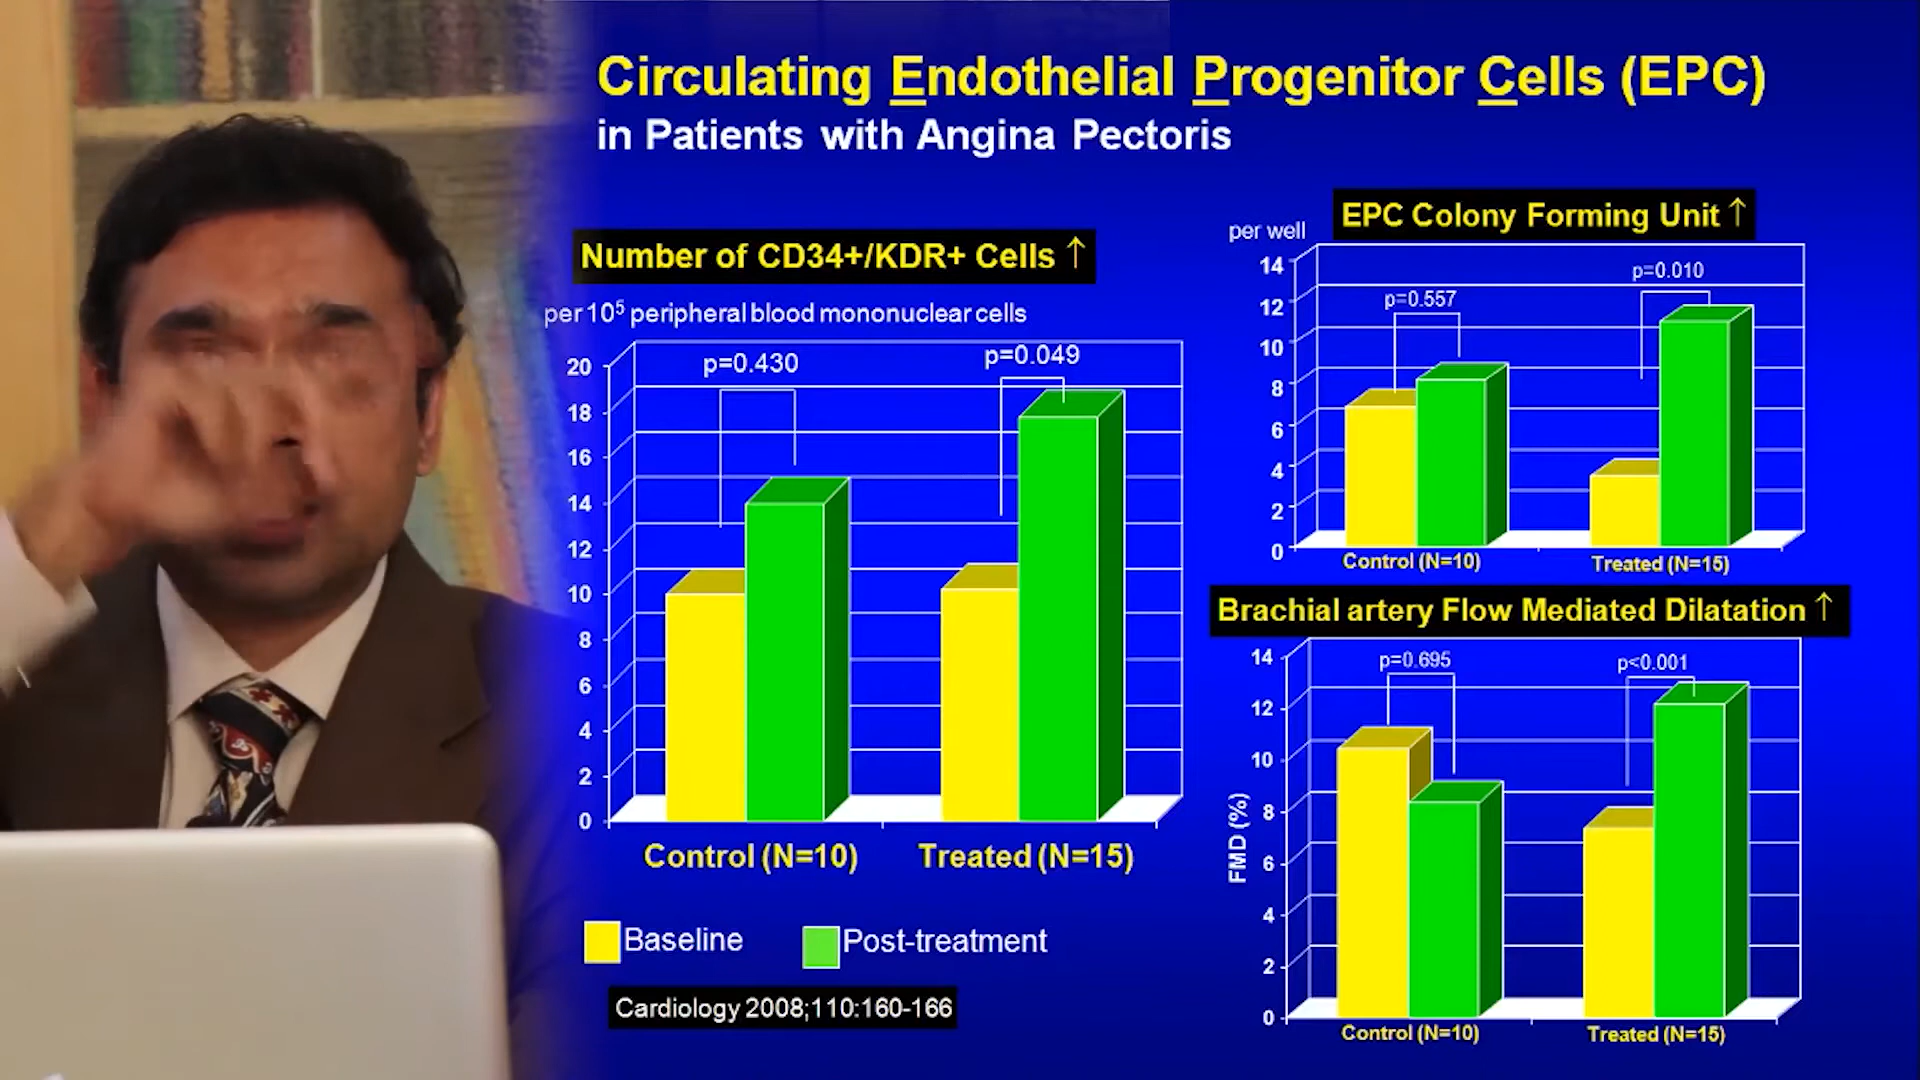 Circulating Endothelial Progenitor Cells (EPC)
in Patients with Angina Pectoris
Number of CD34+/KDR+ Cells ↑
per 10⁵ peripheral blood mononuclear cells
20
18
16
14
12
10
8
6
4
2
0
p=0.430
p=0.049
Control (N=10)
Treated (N=15)
Baseline
Post-treatment
Cardiology 2008;110:160-166
EPC Colony Forming Unit ↑
per well
14
12
10
8
6
4
2
0
p=0.557
p=0.010
Control (N=10)
Treated (N=15)
Brachial artery Flow Mediated Dilatation ↑
FMD (%)
14
12
10
8
6
4
2
0
p=0.695
p<0.001
Control (N=10)
Treated (N=15)